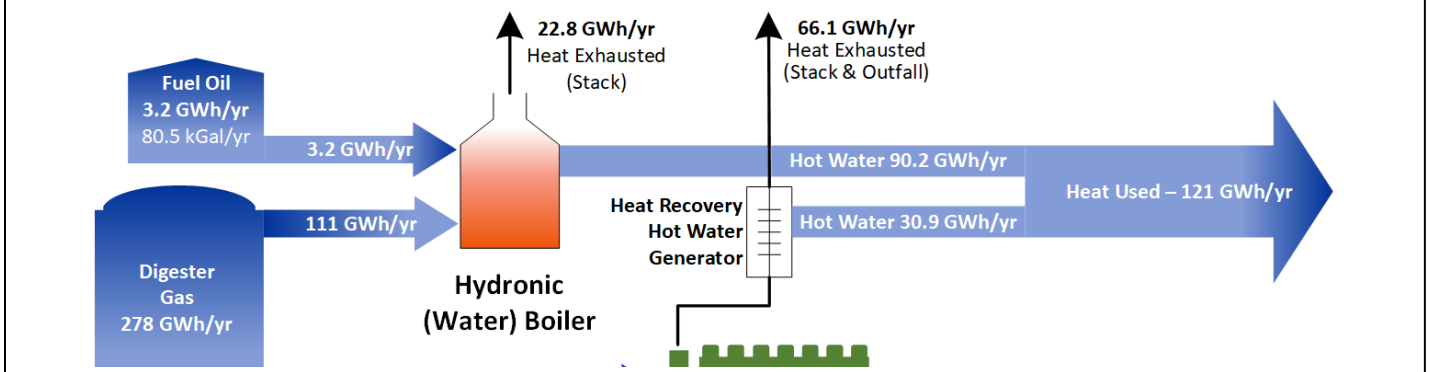 22.8 GWh/yr
Heat Exhausted
(Stack)
66.1 GWh/yr
Heat Exhausted
(Stack & Outfall)
Fuel Oil
3.2 GWh/yr
80.5 kGal/yr
3.2 GWh/yr
Hot Water 90.2 GWh/yr
Heat Used – 121 GWh/yr
111 GWh/yr
Heat Recovery
Hot Water
Generator
Hot Water 30.9 GWh/yr
Digester
Gas
278 GWh/yr
Hydronic
(Water) Boiler